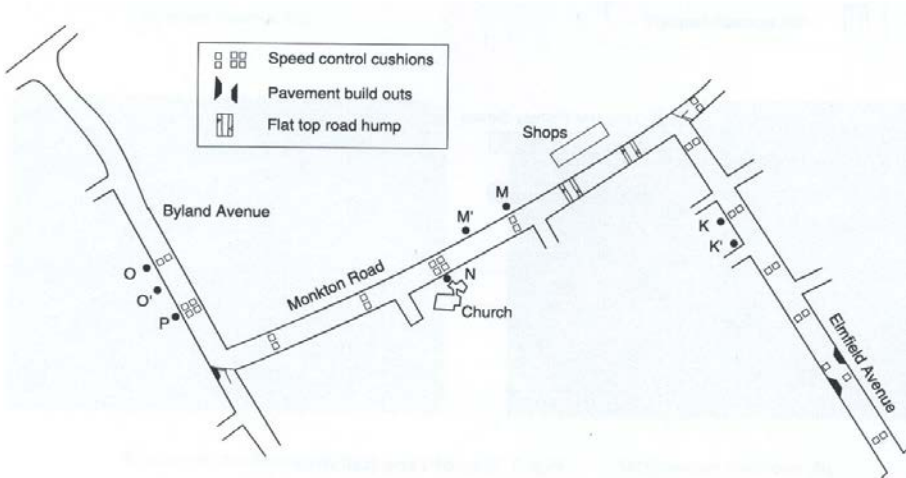 Speed control cushions
Pavement build outs
Flat top road hump
Shops
Byland Avenue
M
M'
K
K'
O
O'
P
N
Monkton Road
Church
Elmfield Avenue